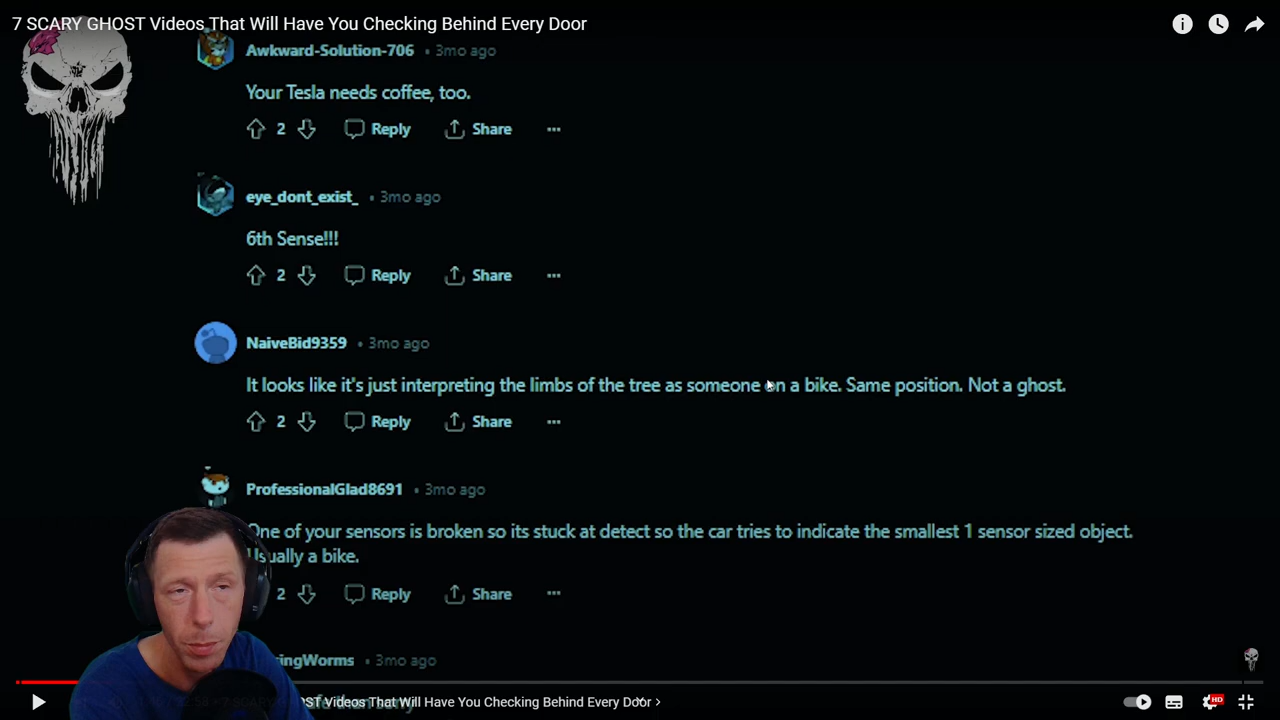 7 SCARY GHOST Videos That Will Have You Checking Behind Every Door
Awkward-Solution-706 • 3mo ago
Your Tesla needs coffee, too.
2 Reply Share ···
eye_dont_exist_ • 3mo ago
6th Sense!!!
2 Reply Share ···
NaiveBid9359 • 3mo ago
It looks like it's just interpreting the limbs of the tree as someone on a bike. Same position. Not a ghost.
2 Reply Share ···
ProfessionalGlad8691 • 3mo ago
One of your sensors is broken so its stuck at detect so the car tries to indicate the smallest 1 sensor sized object.
Usually a bike.
2 Reply Share ···
ingWorms • 3mo ago
OST Videos That Will Have You Checking Behind Every Door ›
HD